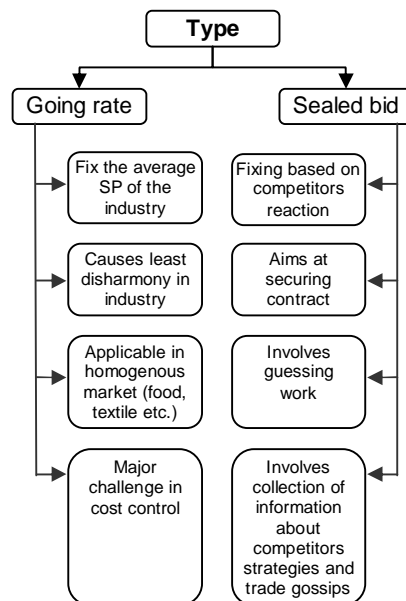 Type
Going rate
Sealed bid
Fix the average
SP of the
industry
Fixing based on
competitors
reaction
Causes least
disharmony in
industry
Aims at
securing
contract
Applicable in
homogenous
market (food,
textile etc.)
Involves
guessing
work
Major
challenge in
cost control
Involves
collection of
information
about
competitors
strategies and
trade gossips